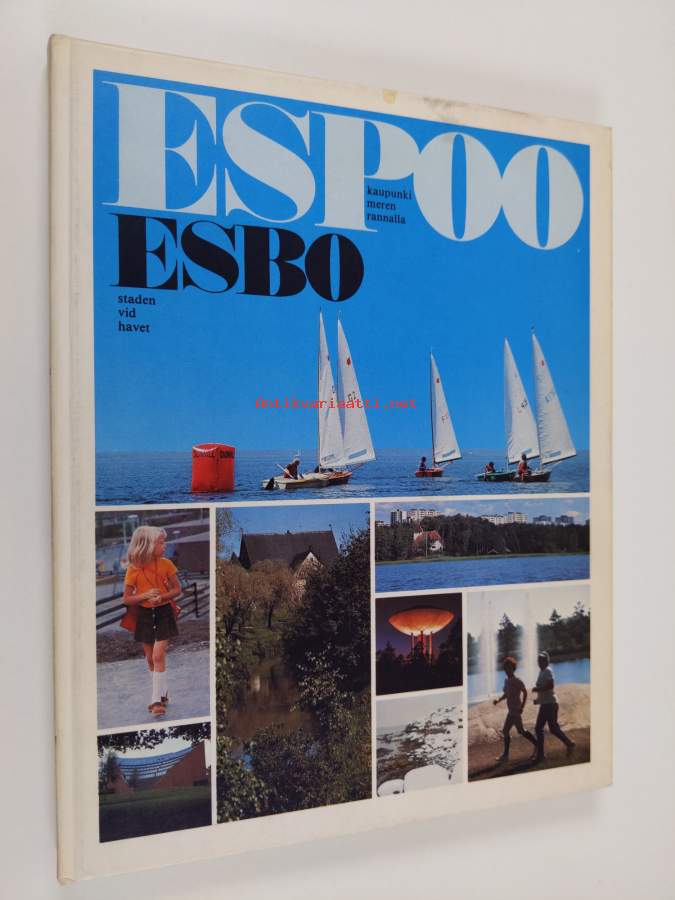 ESPOO
kaupunki
meren
rannalla
ESBO
staden
vid
havet
antikvariaatti.net